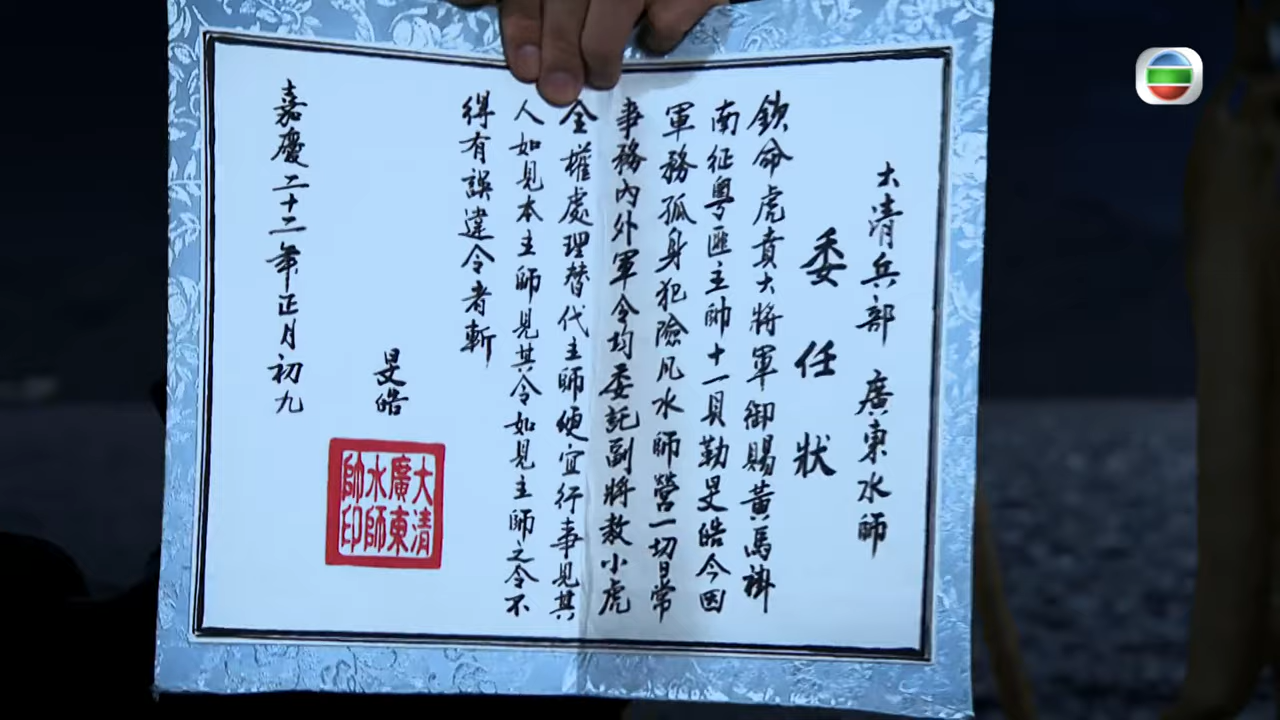 大清兵部 廣東水師
委任狀
欽命虎賁大將軍御賜黃馬褂
南征粵匪主帥十一貝勒旻皓今因
軍務孤身犯險凡水師營一切日常
事務內外軍令均委託副將教小虎
全權處理替代主師便宜行事見其
人如見本主師見其令如見主師之令不
得有誤違令者斬
旻皓
大清
廣東
水師
帥印
嘉慶二十二年正月初九